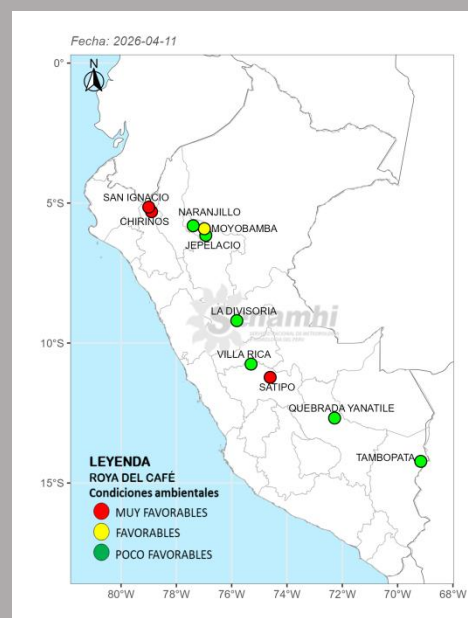 Fecha: 2026-04-11
N
0°
5°S
10°S
15°S
SAN IGNACIO
CHIRINOS
NARANJILLO
MOYOBAMBA
JEPELACIO
LA DIVISORIA
Senamhi
VILLA RICA
SATIPO
QUEBRADA YANATILE
TAMBOPATA
LEYENDA
ROYA DEL CAFÉ
Condiciones ambientales
MUY FAVORABLES
FAVORABLES
POCO FAVORABLES
80°W 78°W 76°W 74°W 72°W 70°W 68°W